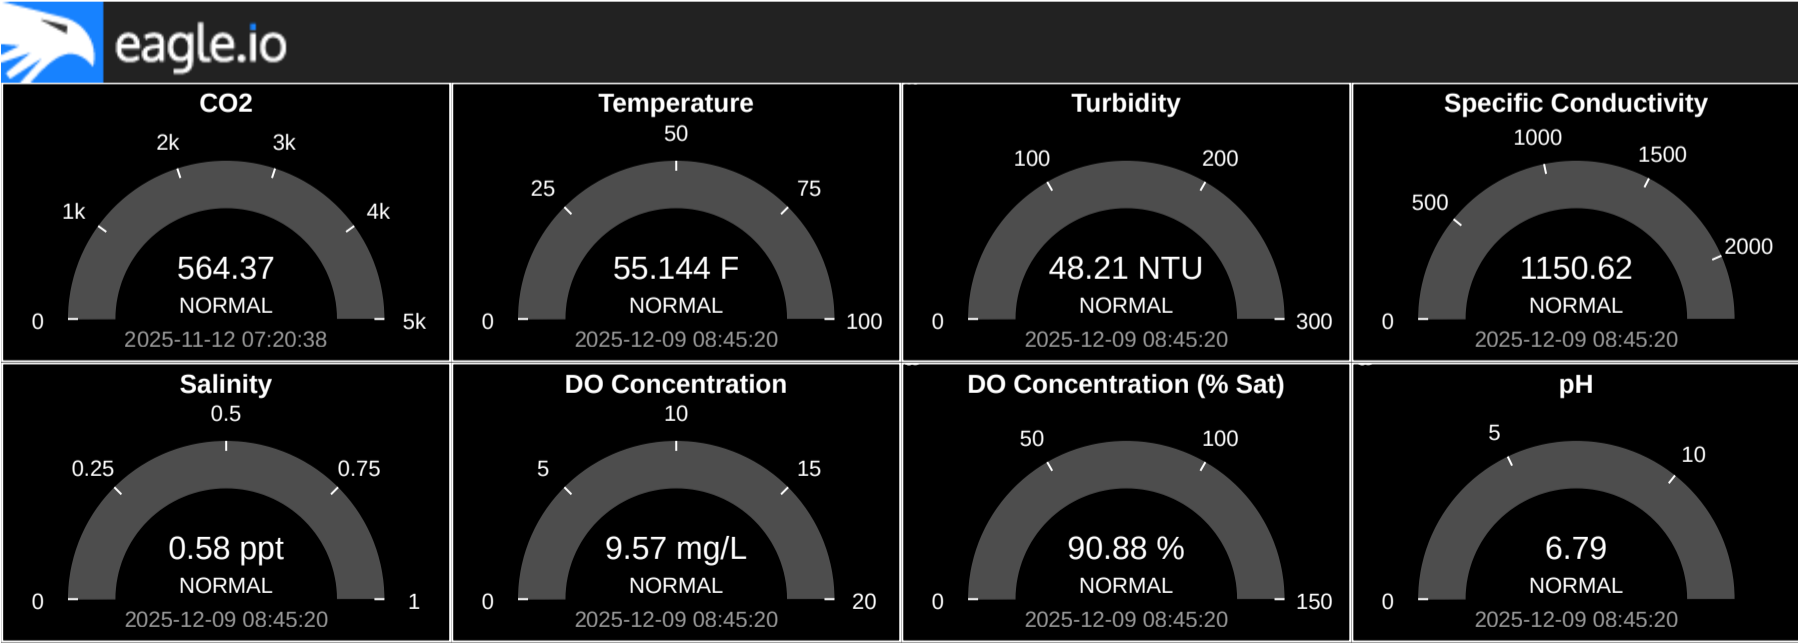 eagle.io
CO2
2k 3k
1k 4k
564.37
NORMAL
0 5k
2025-11-12 07:20:38
Temperature
50
25 75
55.144 F
NORMAL
0 100
2025-12-09 08:45:20
Turbidity
100 200
48.21 NTU
NORMAL
0 300
2025-12-09 08:45:20
Specific Conductivity
1000
1500
500
2000
1150.62
NORMAL
0
2025-12-09 08:45:20
Salinity
0.5
0.25 0.75
0.58 ppt
NORMAL
0 1
2025-12-09 08:45:20
DO Concentration
10
5 15
9.57 mg/L
NORMAL
0 20
2025-12-09 08:45:20
DO Concentration (% Sat)
50 100
90.88 %
NORMAL
0 150
2025-12-09 08:45:20
pH
5
10
6.79
NORMAL
0
2025-12-09 08:45:20